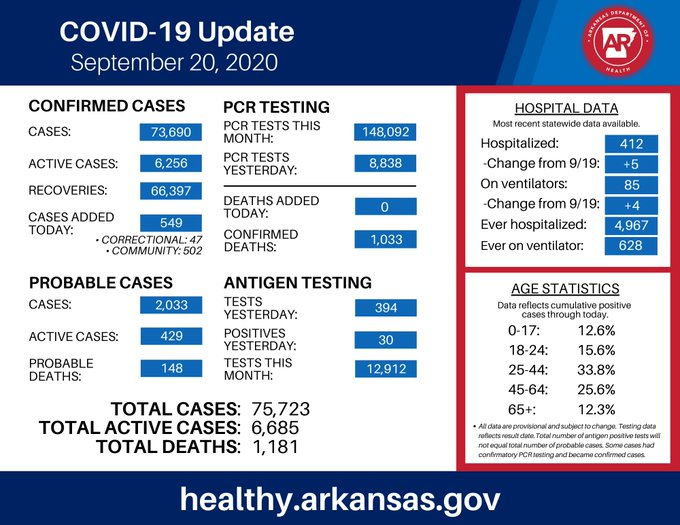 COVID-19 Update
September 20, 2020
ARKANSAS DEPARTMENT OF
AR
HEALTH
CONFIRMED CASES
CASES: 73,690
ACTIVE CASES: 6,256
RECOVERIES: 66,397
CASES ADDED
TODAY: 549
• CORRECTIONAL: 47
• COMMUNITY: 502
PCR TESTING
PCR TESTS THIS
MONTH: 148,092
PCR TESTS
YESTERDAY: 8,838
DEATHS ADDED
TODAY: 0
CONFIRMED
DEATHS: 1,033
PROBABLE CASES
CASES: 2,033
ACTIVE CASES: 429
PROBABLE
DEATHS: 148
ANTIGEN TESTING
TESTS
YESTERDAY: 394
POSITIVES
YESTERDAY: 30
TESTS THIS
MONTH: 12,912
TOTAL CASES: 75,723
TOTAL ACTIVE CASES: 6,685
TOTAL DEATHS: 1,181
HOSPITAL DATA
Most recent statewide data available.
Hospitalized: 412
-Change from 9/19: +5
On ventilators: 85
-Change from 9/19: +4
Ever hospitalized: 4,967
Ever on ventilator: 628
AGE STATISTICS
Data reflects cumulative positive
cases through today.
0-17: 12.6%
18-24: 15.6%
25-44: 33.8%
45-64: 25.6%
65+: 12.3%
• All data are provisional and subject to change. Testing data
reflects result date. Total number of antigen positive tests will
not equal total number of probable cases. Some cases had
confirmatory PCR testing and became confirmed cases.
healthy.arkansas.gov